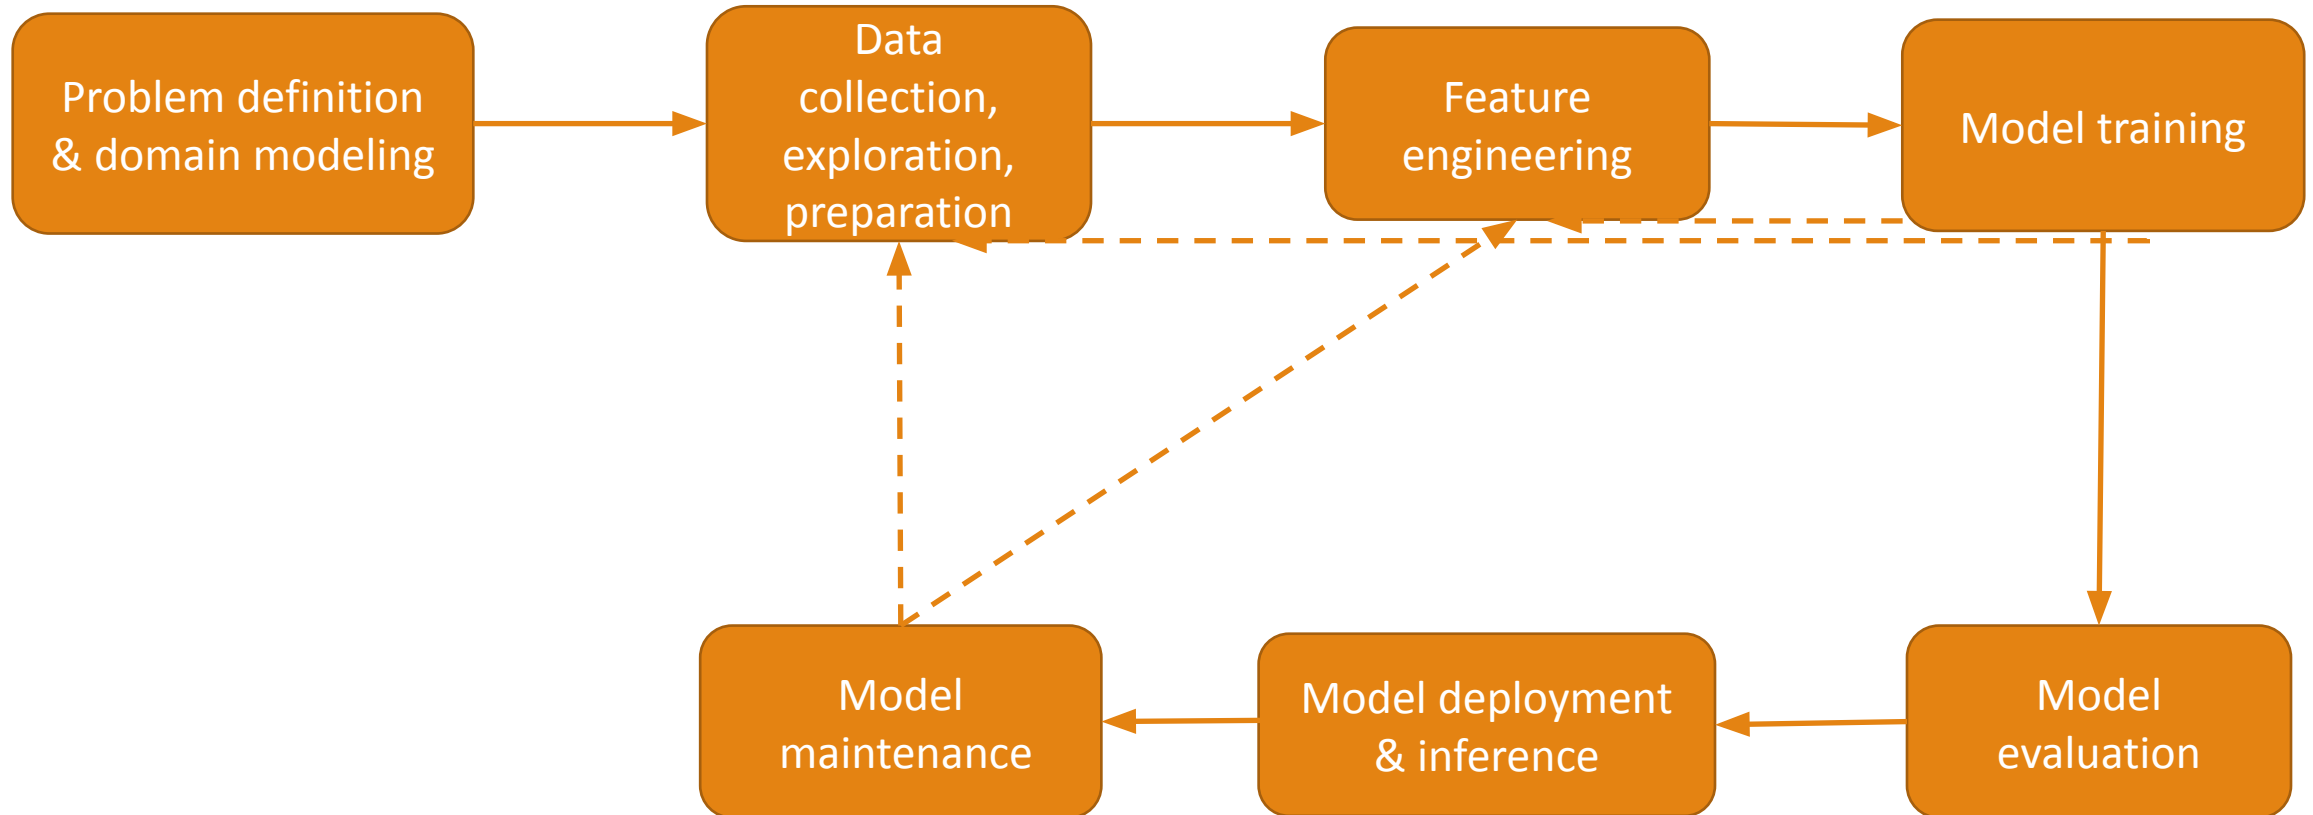 Problem definition
& domain modeling
Data
collection,
exploration,
preparation
Feature
engineering
Model training
Model
maintenance
Model deployment
& inference
Model
evaluation